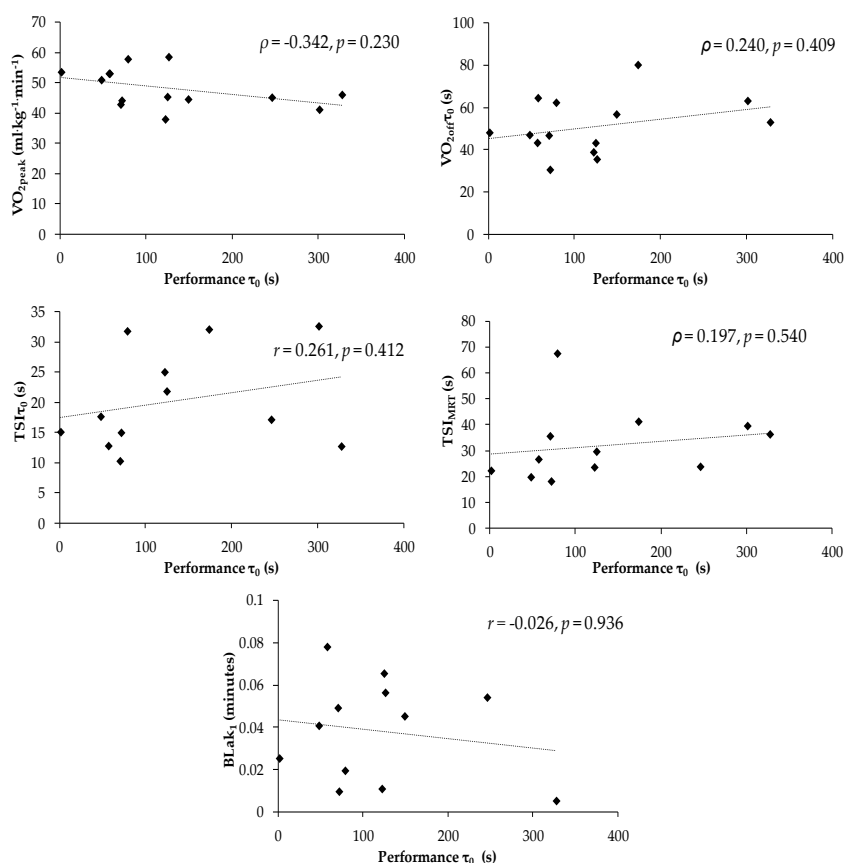 ρ = -0.342, p = 0.230
VO₂peak (ml·kg⁻¹·min⁻¹)
70
60
50
40
30
20
10
0
0 100 200 300 400
Performance τ₀ (s)
ρ = 0.240, p = 0.409
VO₂offτ₀ (s)
100
80
60
40
20
0
0 100 200 300 400
Performance τ₀ (s)
r = 0.261, p = 0.412
TSIτ₀ (s)
35
30
25
20
15
10
5
0
0 100 200 300 400
Performance τ₀ (s)
ρ = 0.197, p = 0.540
TSI_MRT (s)
80
70
60
50
40
30
20
10
0
0 100 200 300 400
Performance τ₀ (s)
r = -0.026, p = 0.936
BLak₁ (minutes)
0.1
0.08
0.06
0.04
0.02
0
0 100 200 300 400
Performance τ₀ (s)